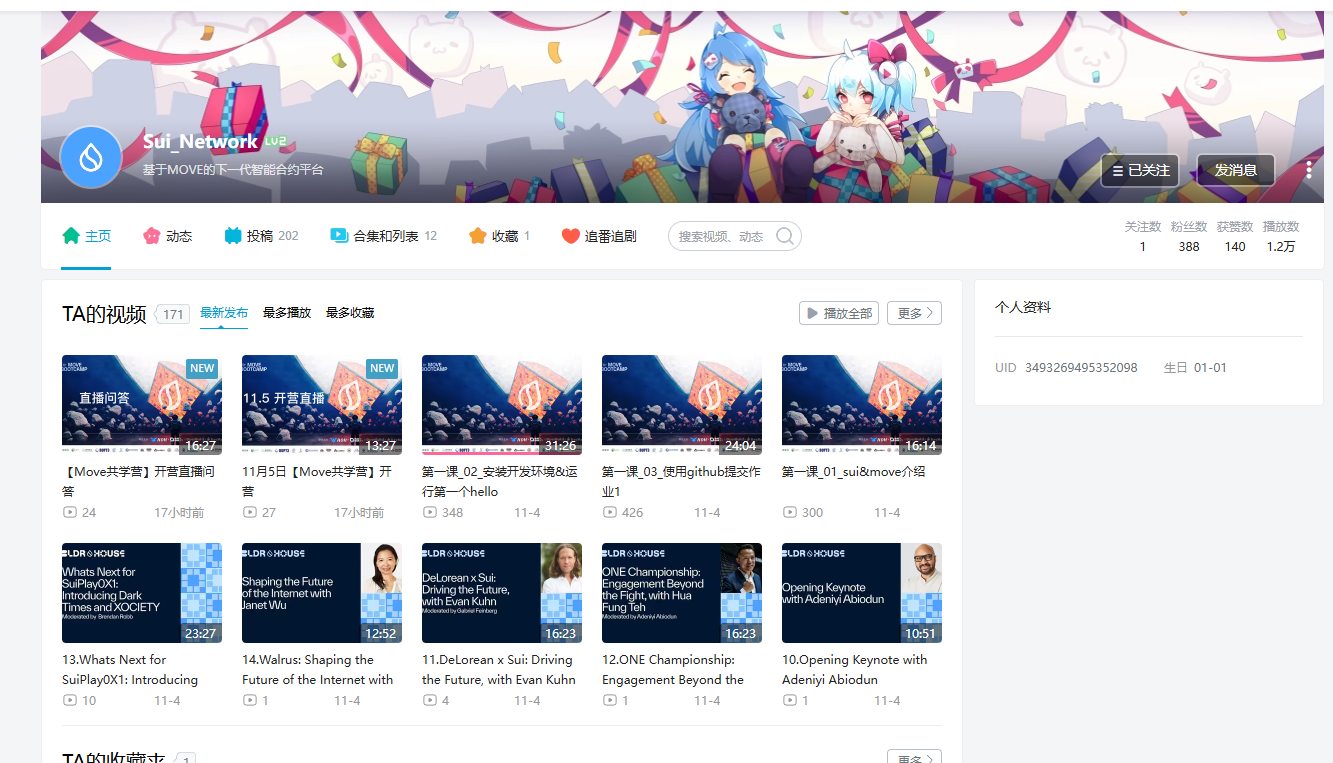 Sui_Network LV2
基于MOVE的下一代智能合约平台
已关注
发消息
主页
动态
投稿 202
合集和列表 12
收藏 1
追番追剧
搜索视频、动态
关注数 粉丝数 获赞数 播放数
1 388 140 1.2万
TA的视频 171 最新发布 最多播放 最多收藏
播放全部
更多
NEW
直播问答
16:27
【Move共学营】开营直播问
答
24 17小时前
NEW
11.5 开营直播
13:27
11月5日【Move共学营】开
营
27 17小时前
31:26
第一课_02_安装开发环境&运
行第一个hello
348 11-4
24:04
第一课_03_使用github提交作
业1
426 11-4
16:14
第一课_01_sui&move介绍
300 11-4
BLDR HOUSE
Whats Next for
SuiPlay0X1:
Introducing Dark
Times and XOCIETY
Moderated by Brendan Robb
23:27
13.Whats Next for
SuiPlay0X1: Introducing
10 11-4
BLDR HOUSE
Shaping the Future
of the Internet with
Janet Wu
12:52
14.Walrus: Shaping the
Future of the Internet with
1 11-4
BLDR HOUSE
DeLorean x Sui:
Driving the Future,
with Evan Kuhn
Moderated by Gabriel Feinberg
16:23
11.DeLorean x Sui: Driving
the Future, with Evan Kuhn
4 11-4
BLDR HOUSE
ONE Championship:
Engagement Beyond
the Fight, with Hua
Fung Teh
Moderated by Adeniyi Abiodun
16:23
12.ONE Championship:
Engagement Beyond the
1 11-4
BLDR HOUSE
Opening Keynote
with Adeniyi Abiodun
10:51
10.Opening Keynote with
Adeniyi Abiodun
1 11-4
TA的收藏夹 1
更多
个人资料
UID 3493269495352098 生日 01-01